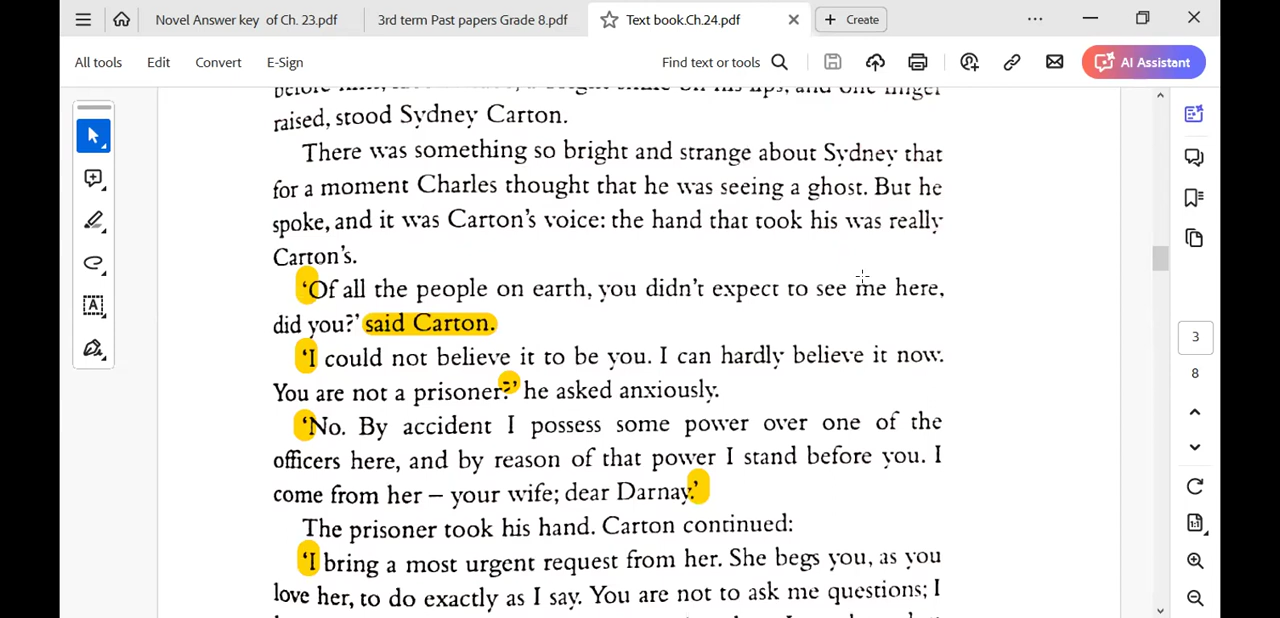 Novel Answer key of Ch. 23.pdf 3rd term Past papers Grade 8.pdf Text book.Ch.24.pdf Create
All tools Edit Convert E-Sign Find text or tools AI Assistant
before him,
lips, and one finger
raised, stood Sydney Carton.
There was something so bright and strange about Sydney that
for a moment Charles thought that he was seeing a ghost. But he
spoke, and it was Carton's voice: the hand that took his was really
Carton's.
'Of all the people on earth, you didn't expect to see me here,
did you?' said Carton.
'I could not believe it to be you. I can hardly believe it now.
You are not a prisoner?' he asked anxiously.
'No. By accident I possess some power over one of the
officers here, and by reason of that power I stand before you. I
come from her – your wife; dear Darnay.'
The prisoner took his hand. Carton continued:
'I bring a most urgent request from her. She begs you, as you
love her, to do exactly as I say. You are not to ask me questions; I
3
8